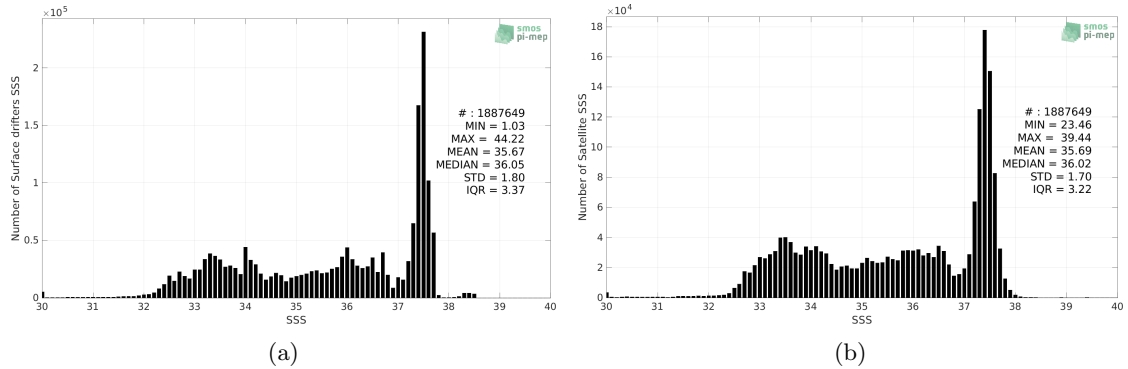 ×10⁵
smos
pi-mep
Number of Surface drifters SSS
2
1.5
1
0.5
0
# : 1887649
MIN = 1.03
MAX = 44.22
MEAN = 35.67
MEDIAN = 36.05
STD = 1.80
IQR = 3.37
30 31 32 33 34 35 36 37 38 39 40
SSS
(a)
×10⁴
smos
pi-mep
Number of Satellite SSS
18
16
14
12
10
8
6
4
2
0
# : 1887649
MIN = 23.46
MAX = 39.44
MEAN = 35.69
MEDIAN = 36.02
STD = 1.70
IQR = 3.22
30 31 32 33 34 35 36 37 38 39 40
SSS
(b)